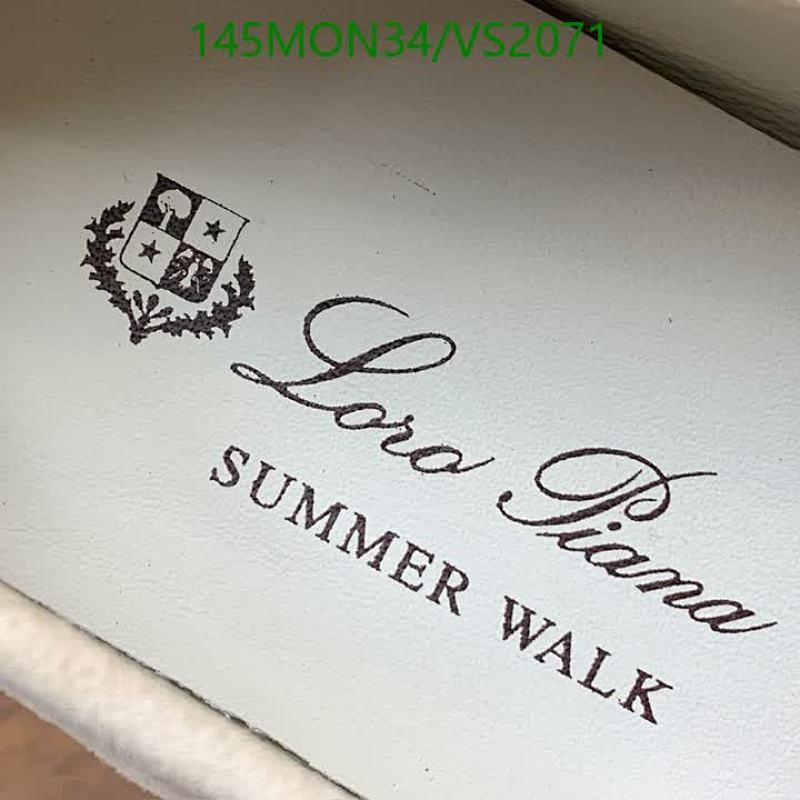 145MON34/VS2071
Loro Piana
SUMMER WALK